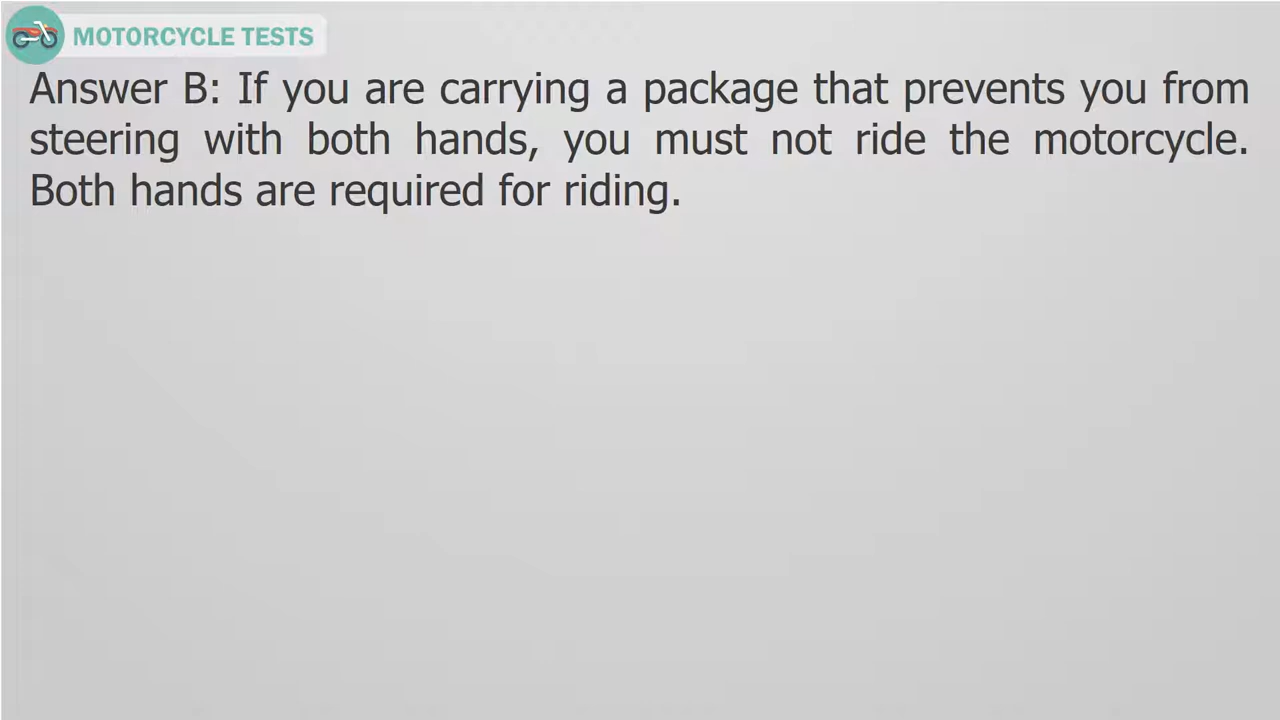 MOTORCYCLE TESTS
Answer B: If you are carrying a package that prevents you from
steering with both hands, you must not ride the motorcycle.
Both hands are required for riding.